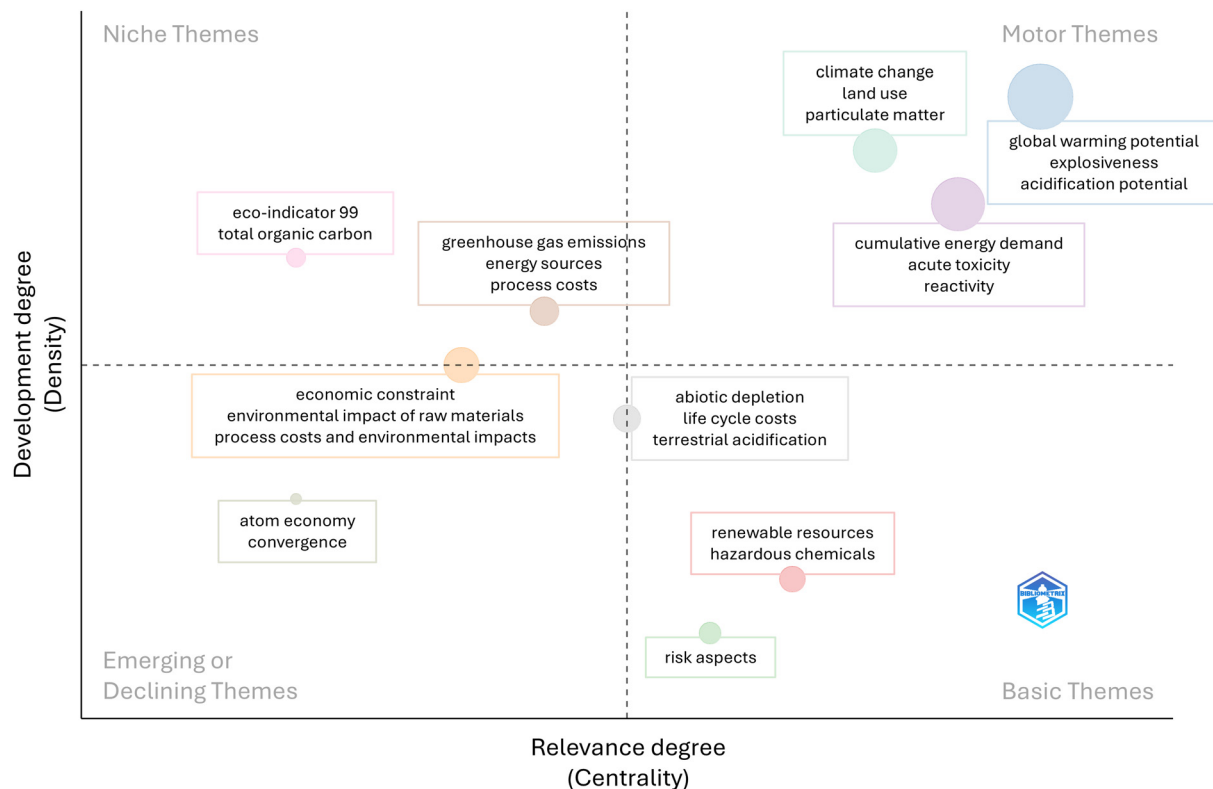 Niche Themes
Motor Themes
climate change
land use
particulate matter
global warming potential
explosiveness
acidification potential
eco-indicator 99
total organic carbon
greenhouse gas emissions
energy sources
process costs
cumulative energy demand
acute toxicity
reactivity
Development degree
(Density)
economic constraint
environmental impact of raw materials
process costs and environmental impacts
abiotic depletion
life cycle costs
terrestrial acidification
atom economy
convergence
renewable resources
hazardous chemicals
BIBLIOMETRIX
risk aspects
Emerging or
Declining Themes
Basic Themes
Relevance degree
(Centrality)